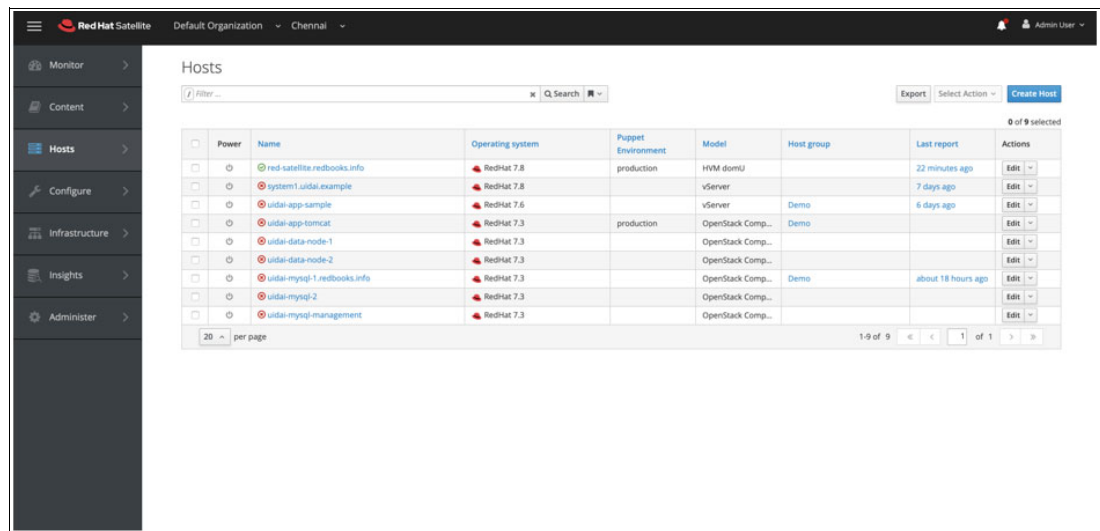 Red Hat Satellite Default Organization Chennai Admin User
Monitor
Content
Hosts
Configure
Infrastructure
Insights
Administer
Hosts
/ Filter ... × Search Export Select Action Create Host
0 of 9 selected
Power Name Operating system Puppet Environment Model Host group Last report Actions
red-satellite.redbooks.info RedHat 7.8 production HVM domU 22 minutes ago Edit
system1.uidai.example RedHat 7.8 vServer 7 days ago Edit
uidai-app-sample RedHat 7.6 vServer Demo 6 days ago Edit
uidai-app-tomcat RedHat 7.3 production OpenStack Comp... Demo Edit
uidai-data-node-1 RedHat 7.3 OpenStack Comp... Edit
uidai-data-node-2 RedHat 7.3 OpenStack Comp... Edit
uidai-mysql-1.redbooks.info RedHat 7.3 OpenStack Comp... Demo about 18 hours ago Edit
uidai-mysql-2 RedHat 7.3 OpenStack Comp... Edit
uidai-mysql-management RedHat 7.3 OpenStack Comp... Edit
20 per page 1-9 of 9 « < 1 of 1 > »